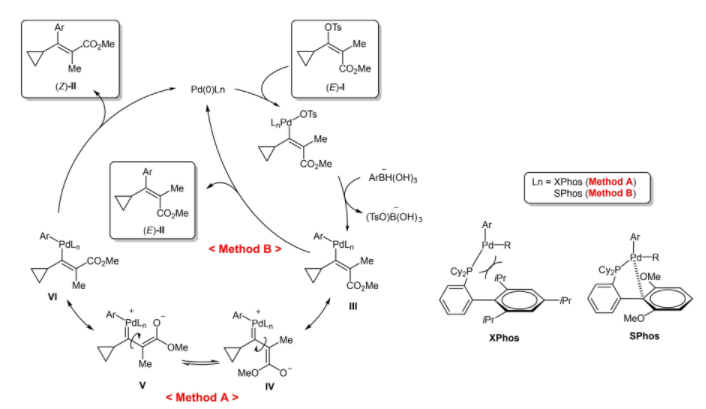 Ar
CO2Me
Me
(Z)-II
OTs
Me
CO2Me
(E)-I
Pd(0)Ln
LnPd
OTs
Me
CO2Me
ArBH(OH)3
−
(TsO)B(OH)3
−
Ar
Me
CO2Me
(E)-II
< Method B >
Ar
PdLn
Me
CO2Me
III
Ar
PdLn
CO2Me
Me
VI
Ar
+
PdLn
O−
OMe
Me
V
Ar
+
PdLn
Me
MeO
O−
IV
< Method A >
Ln = XPhos (Method A)
SPhos (Method B)
Ar
Pd
R
Cy2P
iPr
iPr
iPr
XPhos
Ar
Pd
R
Cy2P
OMe
MeO
SPhos